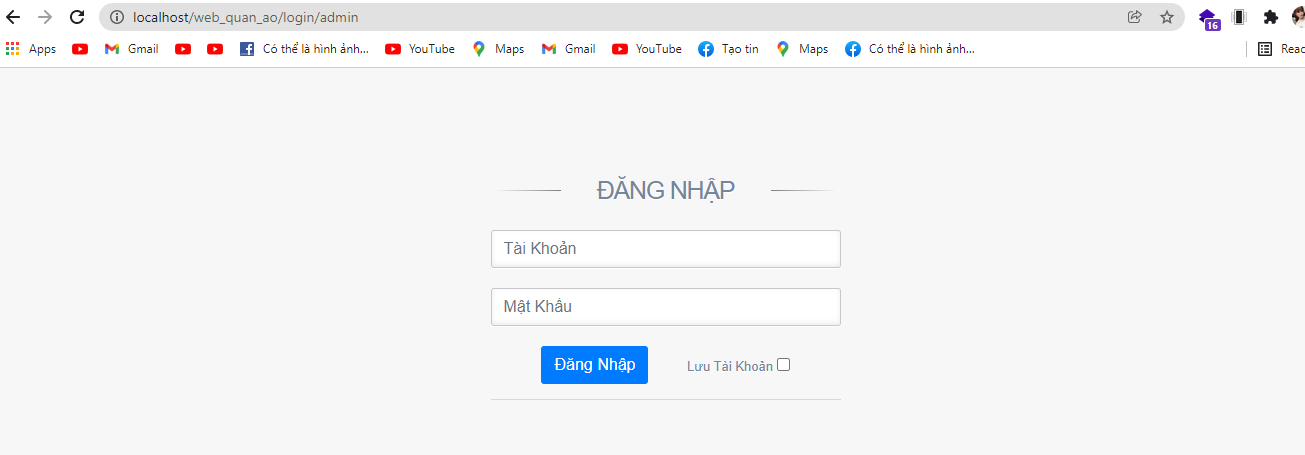 localhost/web_quan_ao/login/admin
16
Apps Gmail Có thể là hình ảnh... YouTube Maps Gmail YouTube Tạo tin Maps Có thể là hình ảnh... Reac
ĐĂNG NHẬP
Tài Khoản
Mật Khẩu
Đăng Nhập Lưu Tài Khoản